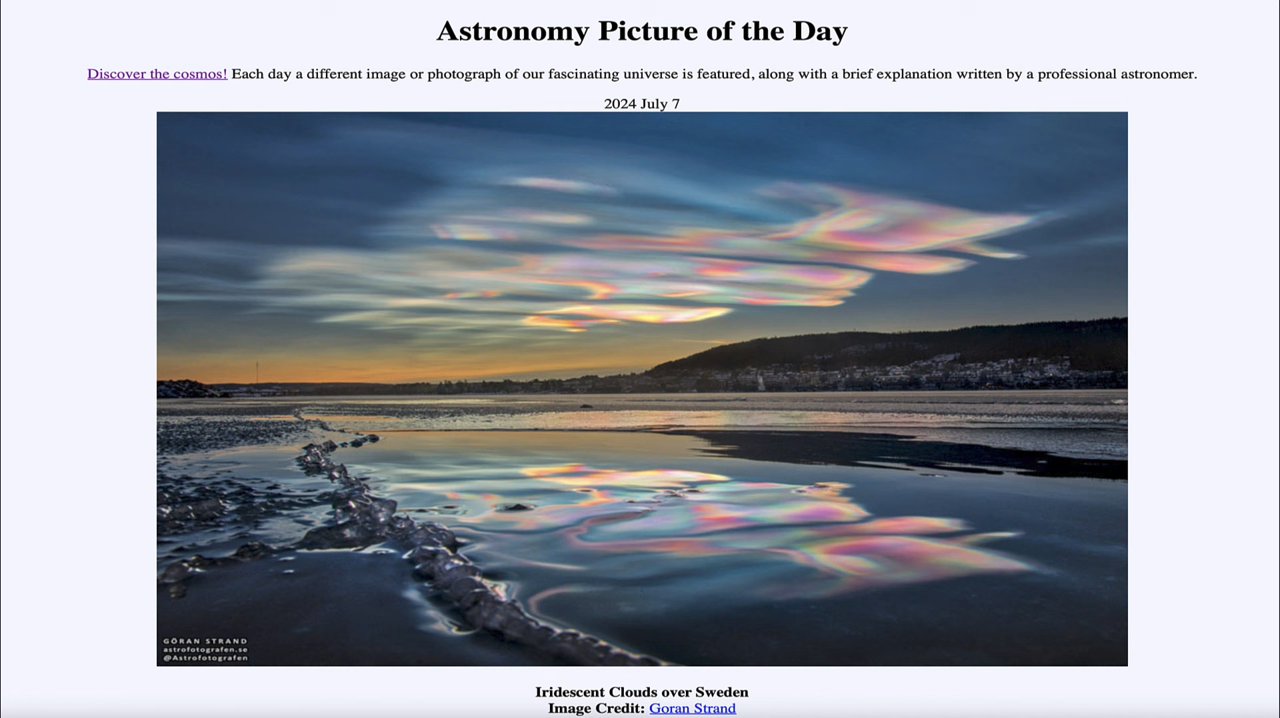 Astronomy Picture of the Day
Discover the cosmos! Each day a different image or photograph of our fascinating universe is featured, along with a brief explanation written by a professional astronomer.
2024 July 7
GÖRAN STRAND
astrofotografen.se
@Astrofotografen
Iridescent Clouds over Sweden
Image Credit: Goran Strand